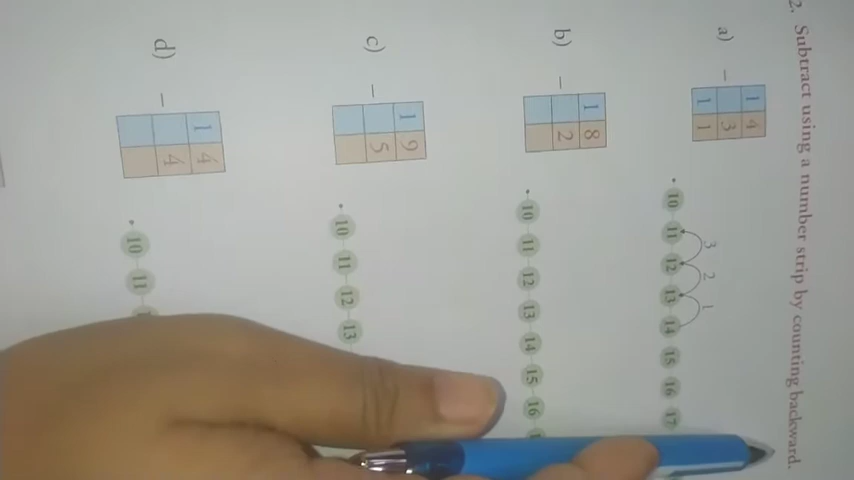 2. Subtract using a number strip by counting backward.
a)
1 4
– 3
1 1
3 2 1
10 11 12 13 14 15 16 17
b)
1 8
– 2
10 11 12 13 14 15 16
c)
1 9
– 5
10 11 12 13
d)
1 4
– 4
10 11